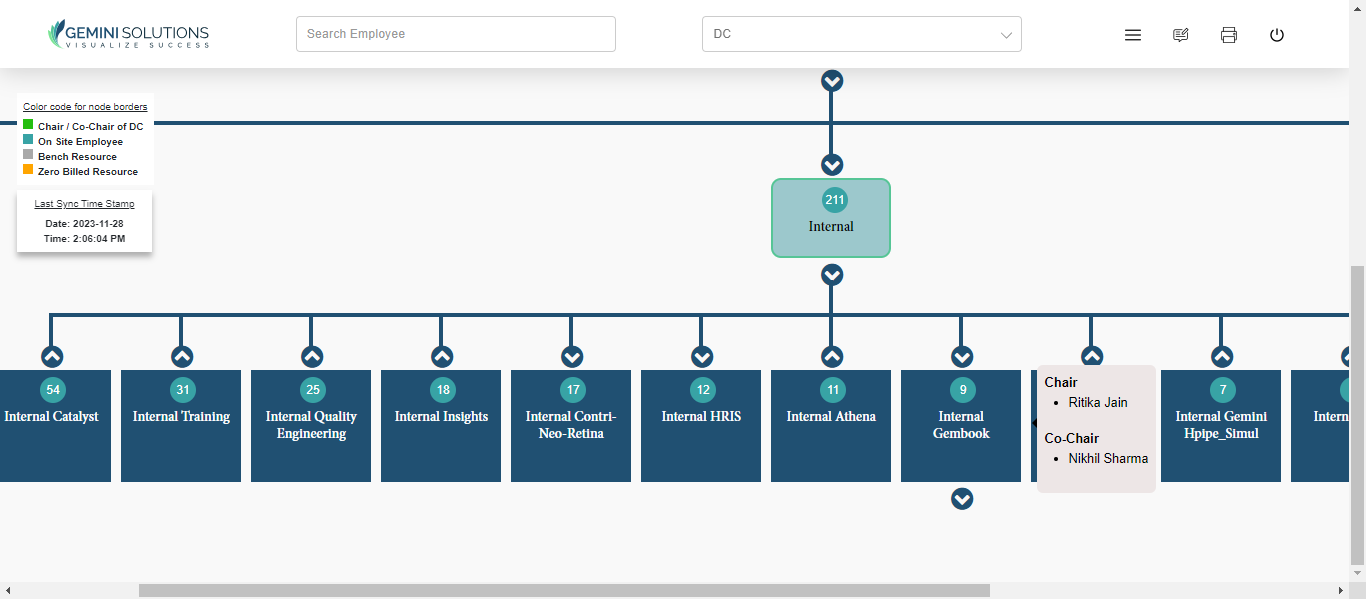 GEMINI SOLUTIONS
VISUALIZE SUCCESS
Search Employee
DC
Color code for node borders
Chair / Co-Chair of DC
On Site Employee
Bench Resource
Zero Billed Resource
Last Sync Time Stamp
Date: 2023-11-28
Time: 2:06:04 PM
211
Internal
54
Internal Catalyst
31
Internal Training
25
Internal Quality
Engineering
18
Internal Insights
17
Internal Contri-
Neo-Retina
12
Internal HRIS
11
Internal Athena
9
Internal
Gembook
Chair
Ritika Jain
Co-Chair
Nikhil Sharma
7
Internal Gemini
Hpipe_Simul